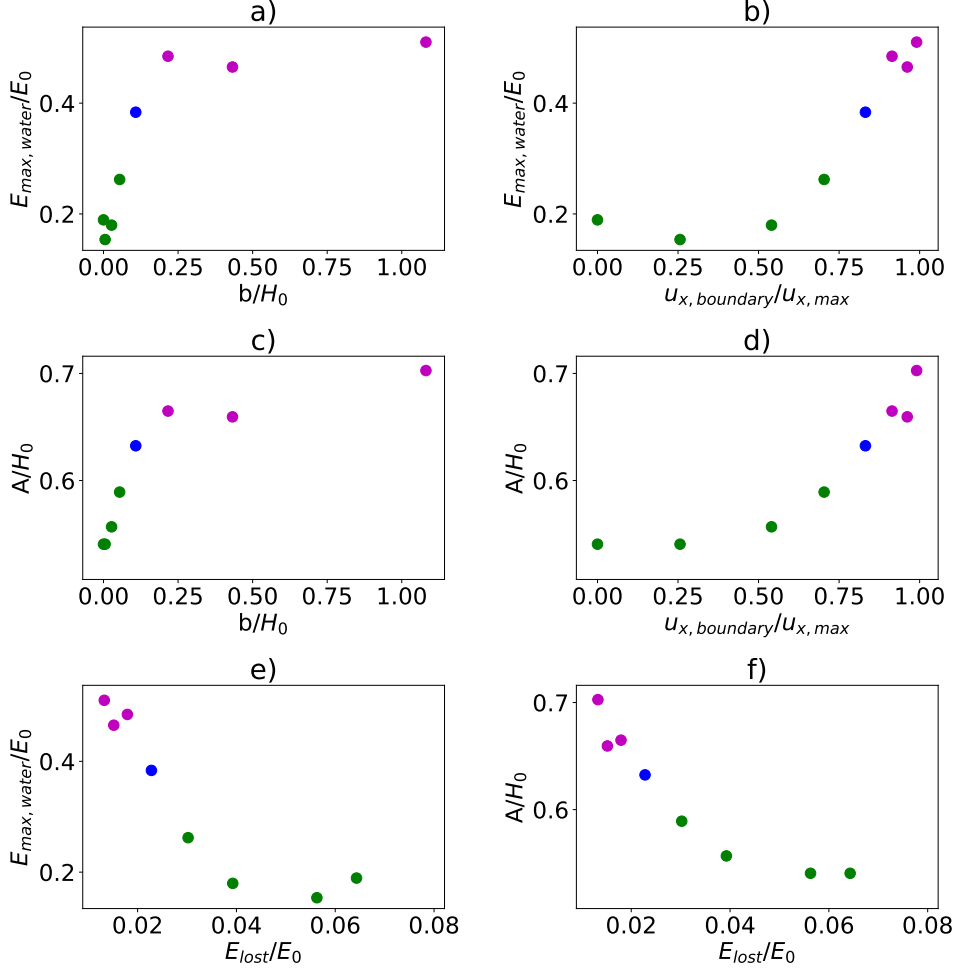 a)
E_{max, water}/E_0
0.4
0.2
0.00 0.25 0.50 0.75 1.00
b/H_0
b)
E_{max, water}/E_0
0.4
0.2
0.00 0.25 0.50 0.75 1.00
u_{x, boundary}/u_{x, max}
c)
A/H_0
0.7
0.6
0.00 0.25 0.50 0.75 1.00
b/H_0
d)
A/H_0
0.7
0.6
0.00 0.25 0.50 0.75 1.00
u_{x, boundary}/u_{x, max}
e)
E_{max, water}/E_0
0.4
0.2
0.02 0.04 0.06 0.08
E_{lost}/E_0
f)
A/H_0
0.7
0.6
0.02 0.04 0.06 0.08
E_{lost}/E_0